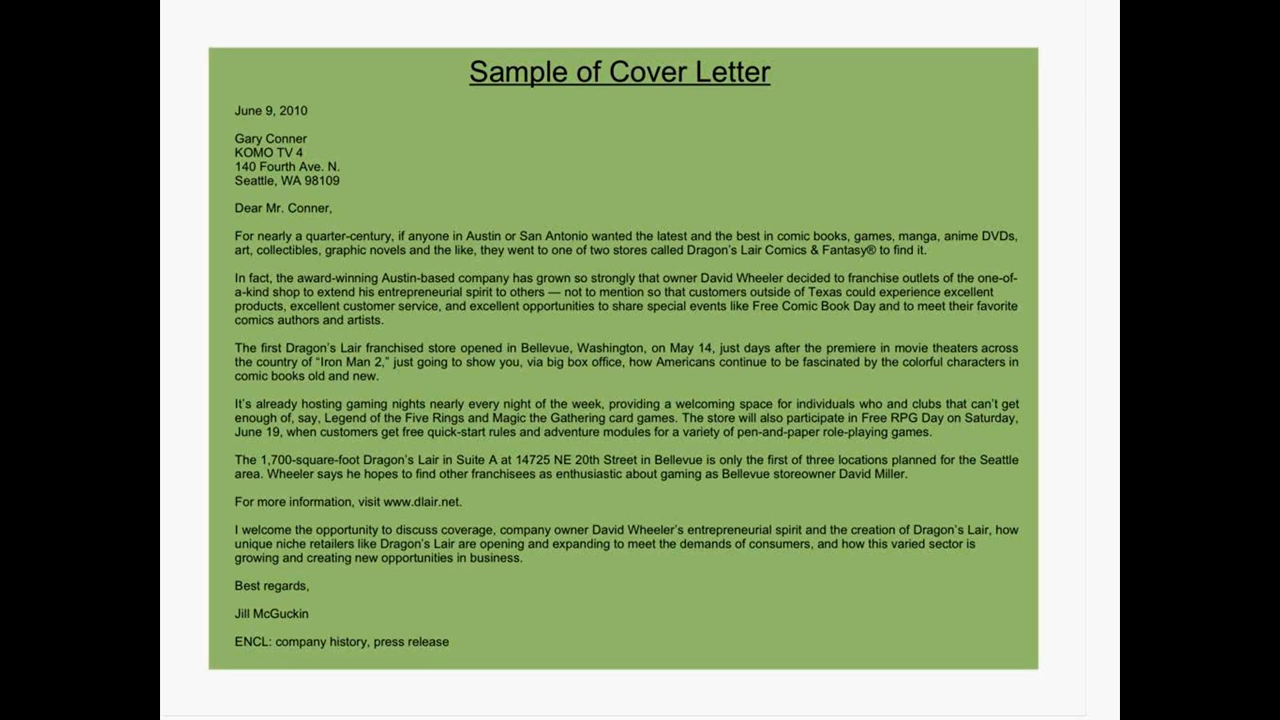 Sample of Cover Letter
June 9, 2010
Gary Conner
KOMO TV 4
140 Fourth Ave. N.
Seattle, WA 98109
Dear Mr. Conner,
For nearly a quarter-century, if anyone in Austin or San Antonio wanted the latest and the best in comic books, games, manga, anime DVDs,
art, collectibles, graphic novels and the like, they went to one of two stores called Dragon's Lair Comics & Fantasy® to find it.
In fact, the award-winning Austin-based company has grown so strongly that owner David Wheeler decided to franchise outlets of the one-of-
a-kind shop to extend his entrepreneurial spirit to others — not to mention so that customers outside of Texas could experience excellent
products, excellent customer service, and excellent opportunities to share special events like Free Comic Book Day and to meet their favorite
comics authors and artists.
The first Dragon's Lair franchised store opened in Bellevue, Washington, on May 14, just days after the premiere in movie theaters across
the country of “Iron Man 2,” just going to show you, via big box office, how Americans continue to be fascinated by the colorful characters in
comic books old and new.
It's already hosting gaming nights nearly every night of the week, providing a welcoming space for individuals who and clubs that can't get
enough of, say, Legend of the Five Rings and Magic the Gathering card games. The store will also participate in Free RPG Day on Saturday,
June 19, when customers get free quick-start rules and adventure modules for a variety of pen-and-paper role-playing games.
The 1,700-square-foot Dragon's Lair in Suite A at 14725 NE 20th Street in Bellevue is only the first of three locations planned for the Seattle
area. Wheeler says he hopes to find other franchisees as enthusiastic about gaming as Bellevue storeowner David Miller.
For more information, visit www.dlair.net.
I welcome the opportunity to discuss coverage, company owner David Wheeler's entrepreneurial spirit and the creation of Dragon's Lair, how
unique niche retailers like Dragon's Lair are opening and expanding to meet the demands of consumers, and how this varied sector is
growing and creating new opportunities in business.
Best regards,
Jill McGuckin
ENCL: company history, press release